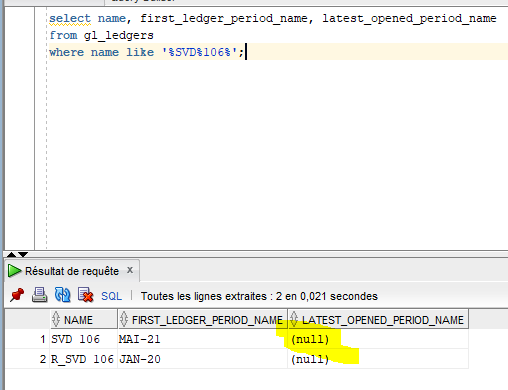 select name, first_ledger_period_name, latest_opened_period_name
from gl_ledgers
where name like '%SVD%106%';
Résultat de requête x
SQL | Toutes les lignes extraites : 2 en 0,021 secondes
NAME FIRST_LEDGER_PERIOD_NAME LATEST_OPENED_PERIOD_NAME
1 SVD 106 MAI-21 (null)
2 R_SVD 106 JAN-20 (null)